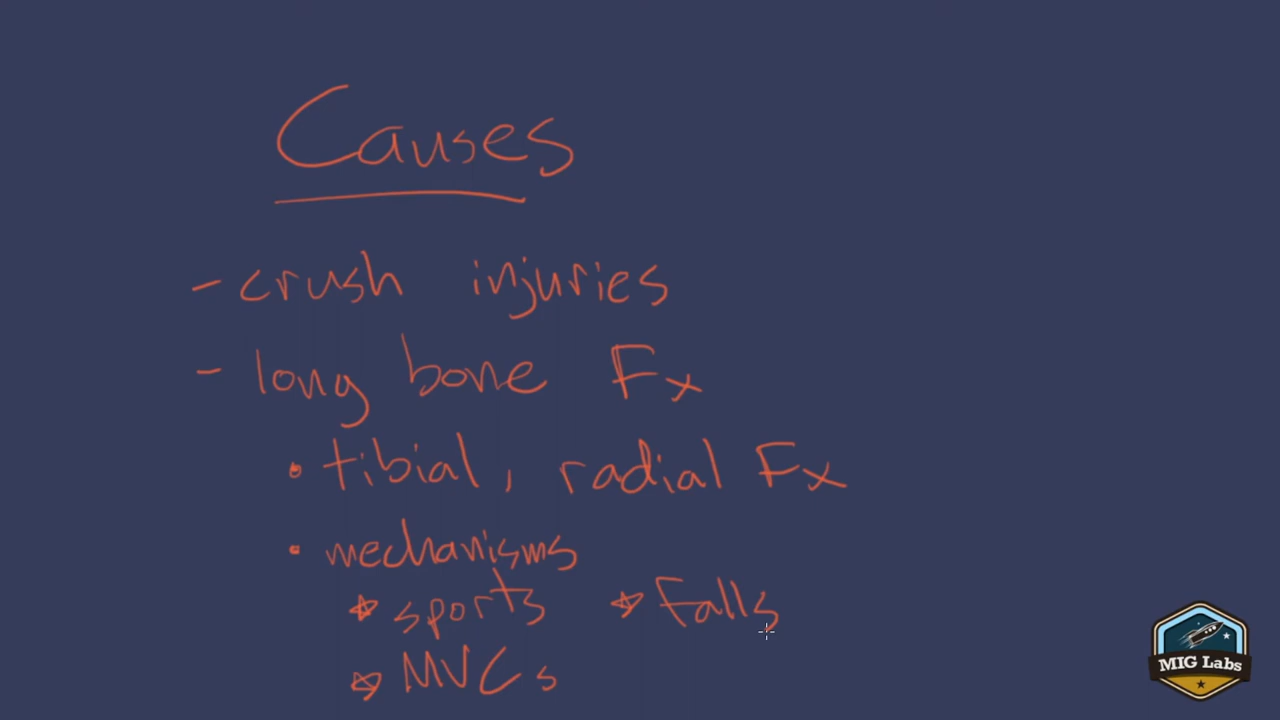 Causes
- crush injuries
- long bone Fx
• tibial, radial Fx
• mechanisms
* sports * Falls
* MVCs
MIG Labs